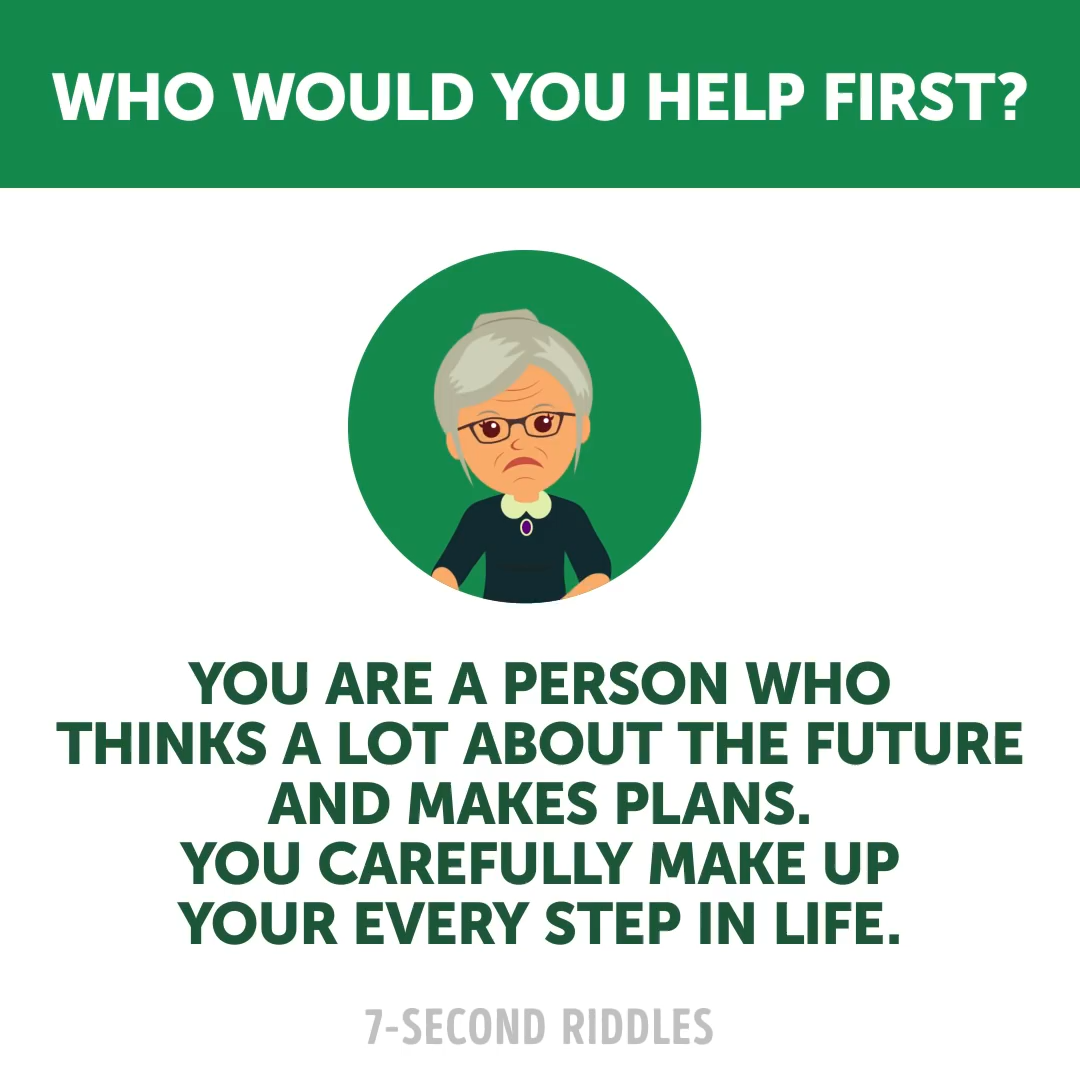 WHO WOULD YOU HELP FIRST?
YOU ARE A PERSON WHO
THINKS A LOT ABOUT THE FUTURE
AND MAKES PLANS.
YOU CAREFULLY MAKE UP
YOUR EVERY STEP IN LIFE.
7-SECOND RIDDLES